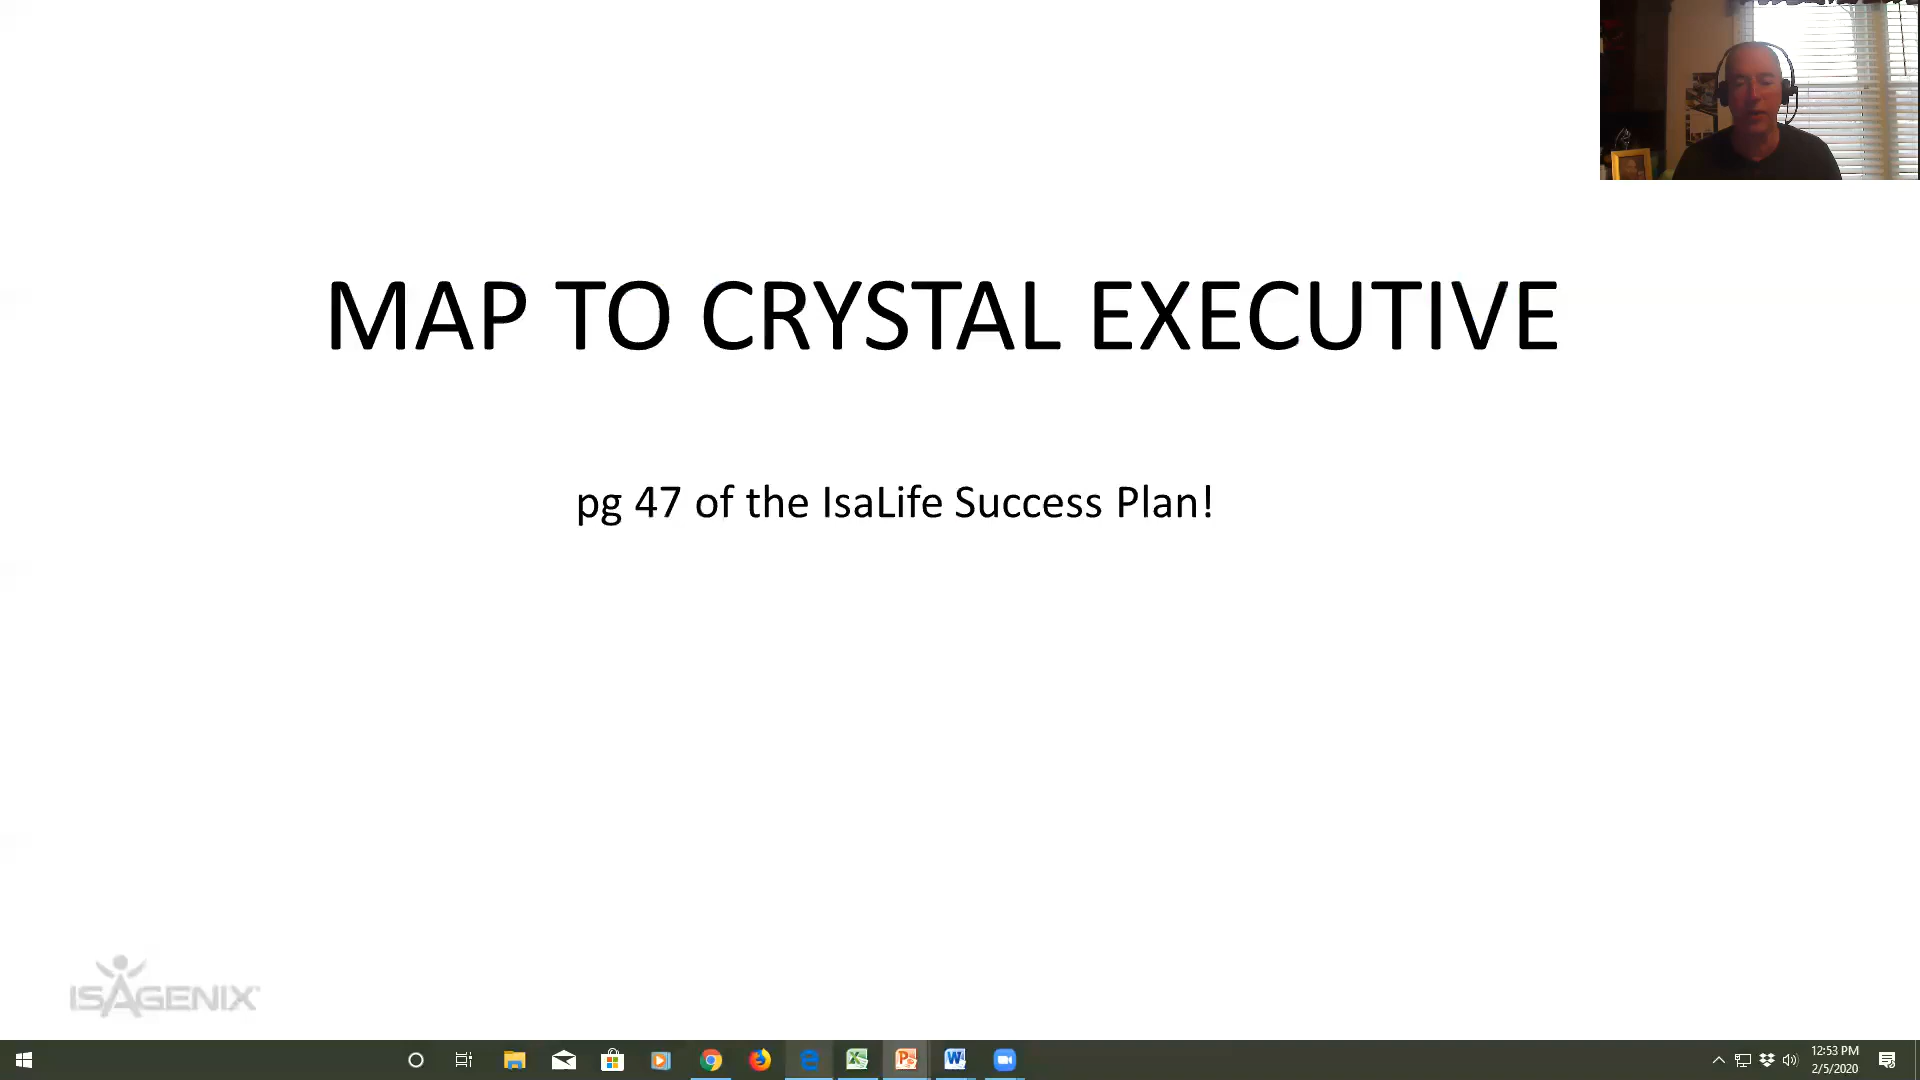 MAP TO CRYSTAL EXECUTIVE
pg 47 of the IsaLife Success Plan!
ISAGENIX
12:53 PM
2/5/2020